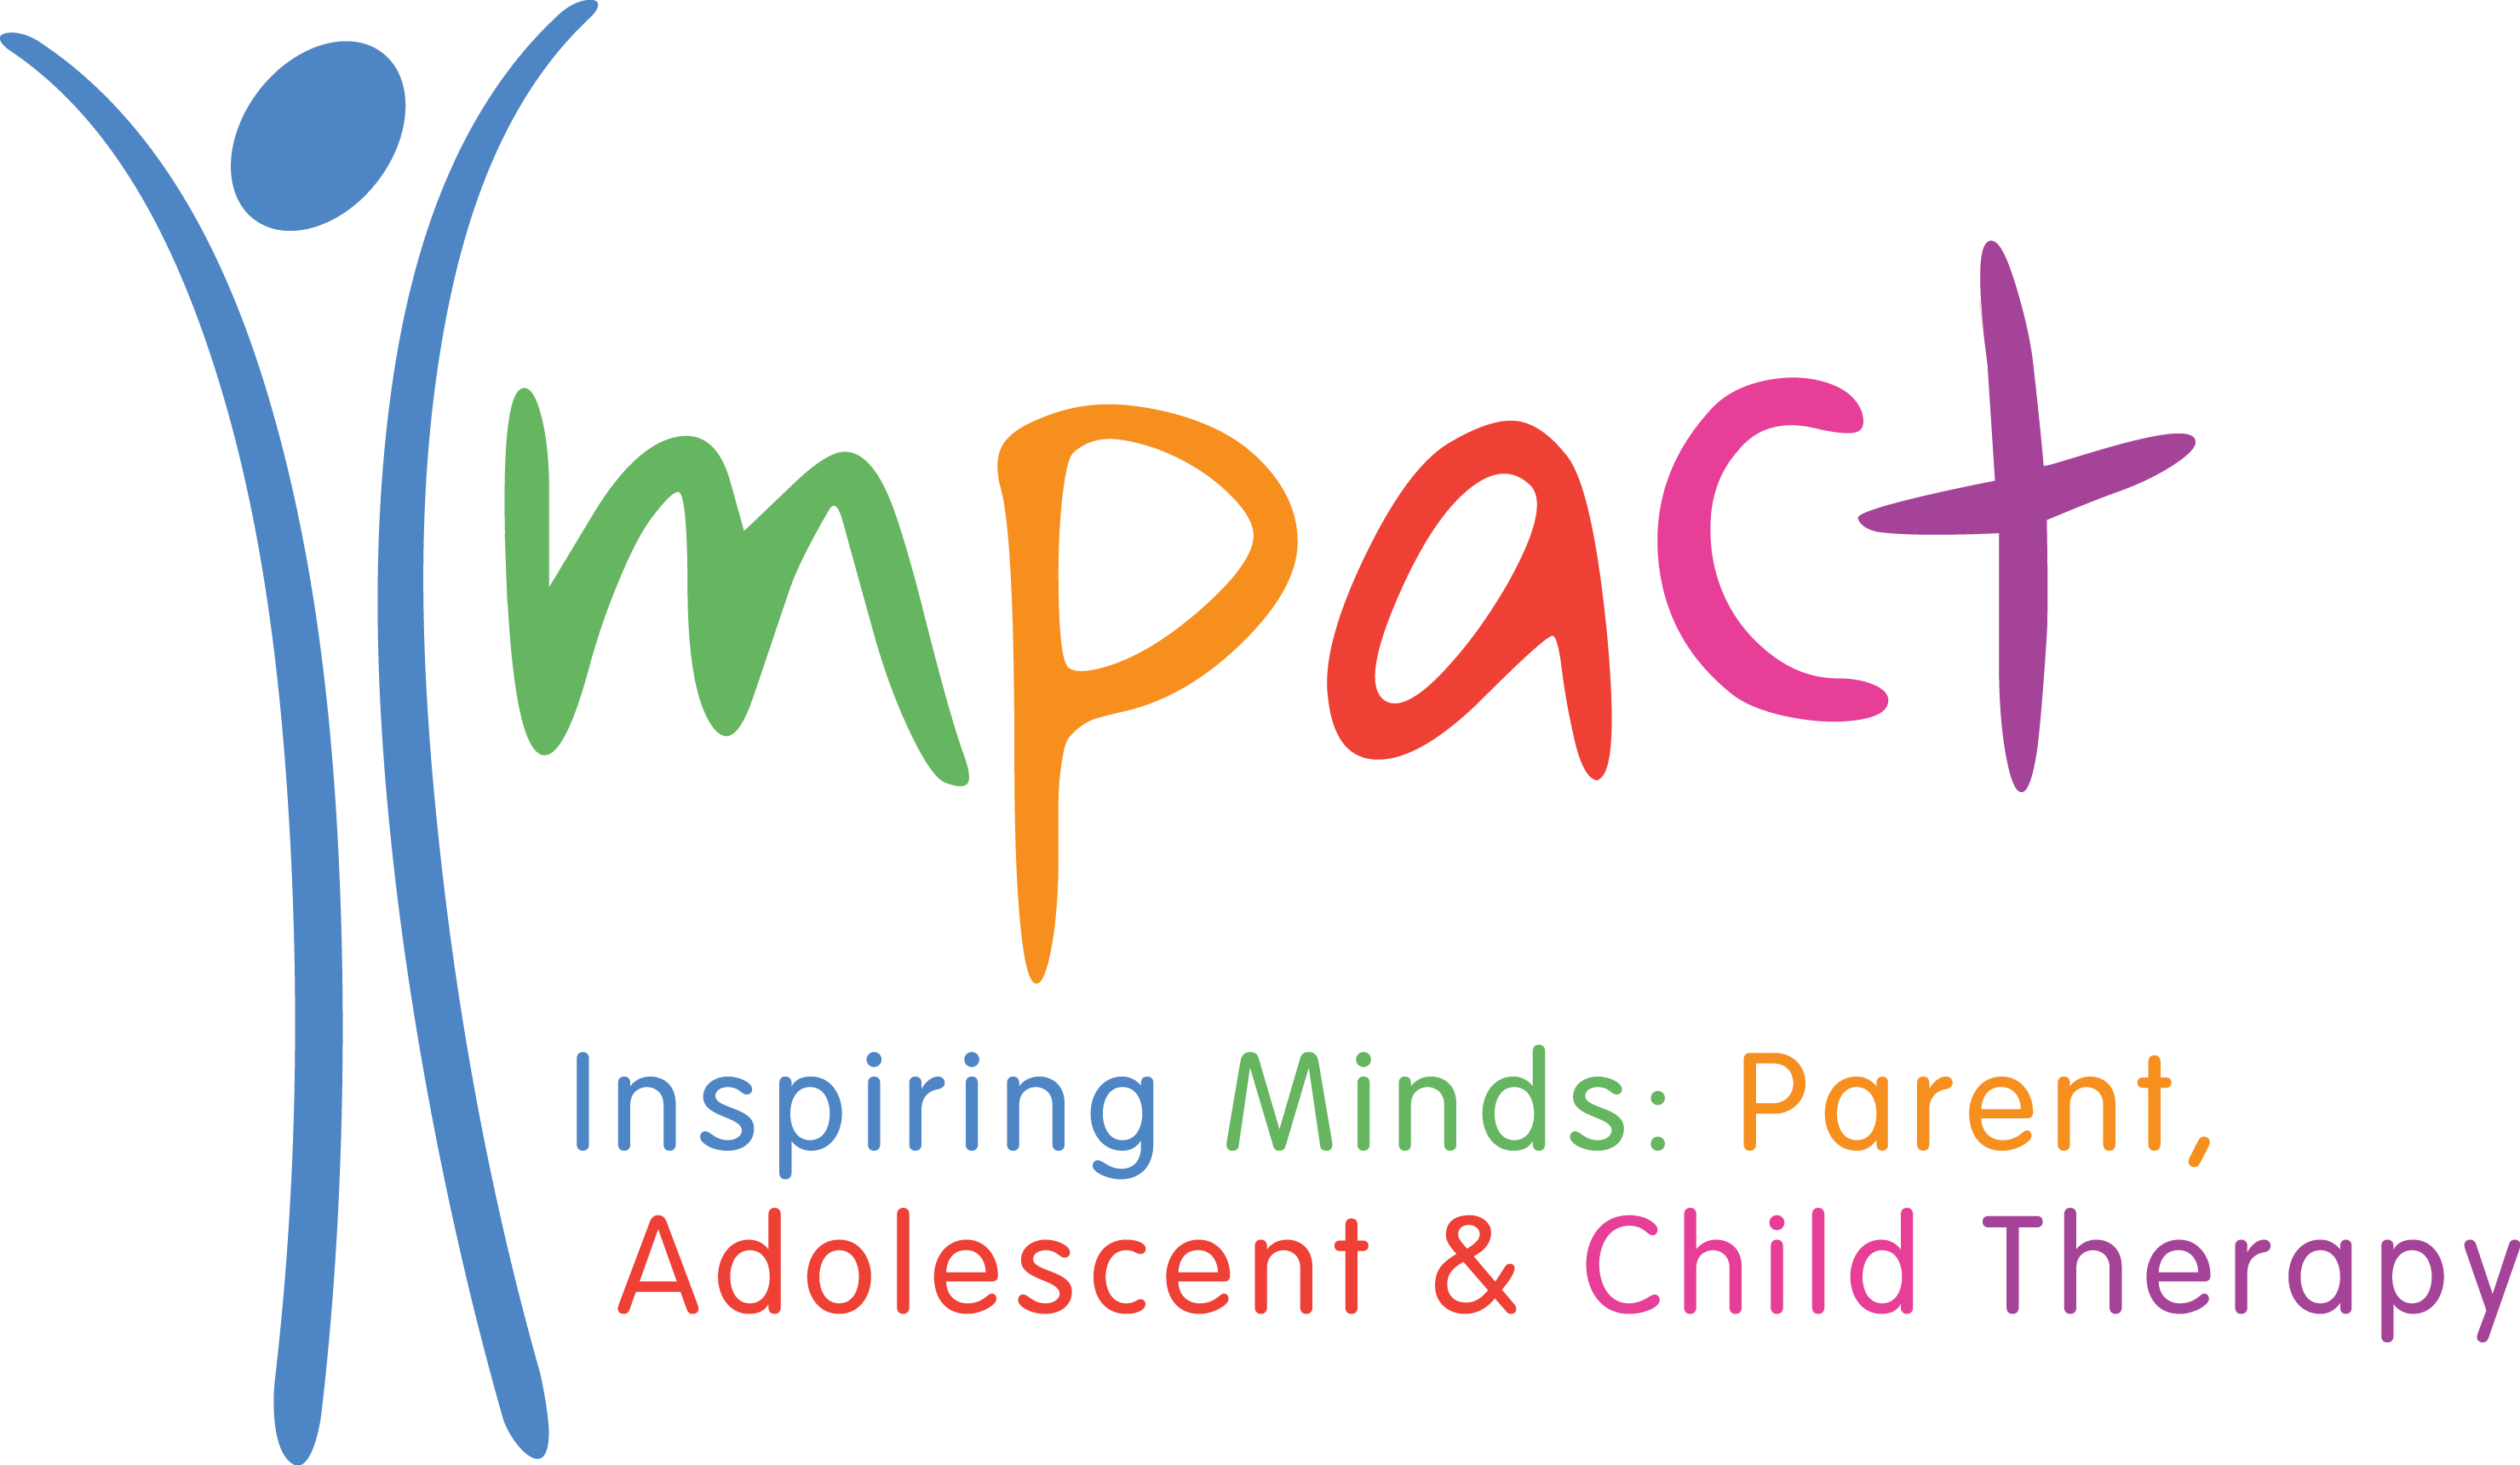 Impact
Inspiring Minds: Parent,
Adolescent & Child Therapy